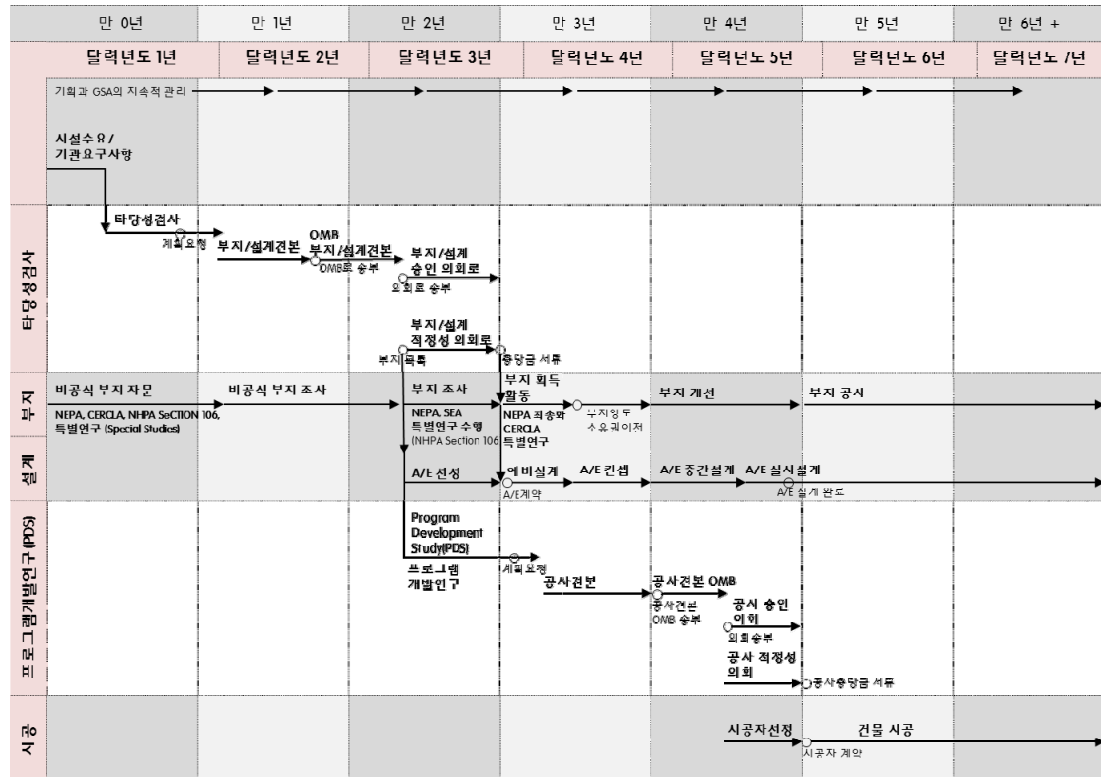 만 0년 만 1년 만 2년 만 3년 만 4년 만 5년 만 6년 +
달력년도 1년 달력년도 2년 달력년도 3년 달력년도 4년 달력년도 5년 달력년도 6년 달력년도 7년
기획과 GSA의 지속적 관리
시설수요/
기관요구사항
타당성검사
타당성검사
계획요청
부지/설계견본
OMB
부지/설계견본
OMB로 송부
부지/설계
승인 의회로
의회로 송부
부지/설계
적정성 의회로
부지 목록
충당금 서류
부지
비공식 부지 자문
비공식 부지 조사
부지 조사
부지 획득
활동
부지 개선
부지 공사
NEPA, CERCLA, NHPA SeCTION 106,
특별연구 (Special Studies)
NEPA, SEA
특별연구 수행
(NHPA Section 106
NEPA 최종화
CERCLA
특별연구
부지양도
소유권이전
설계
A/E 선정
예비설계
A/E 컨셉
A/E 중간설계
A/E 실시설계
A/E계약
A/E 설계 완료
프로그램개발연구(PDS)
Program
Development
Study(PDS)
프로그램
개발연구
계획요청
공사견본
공사견본 OMB
공사견본
OMB 송부
공사 승인
의회
의회송부
공사 적정성
의회
공사충당금 서류
시공
시공자선정
건물 시공
시공자 계약